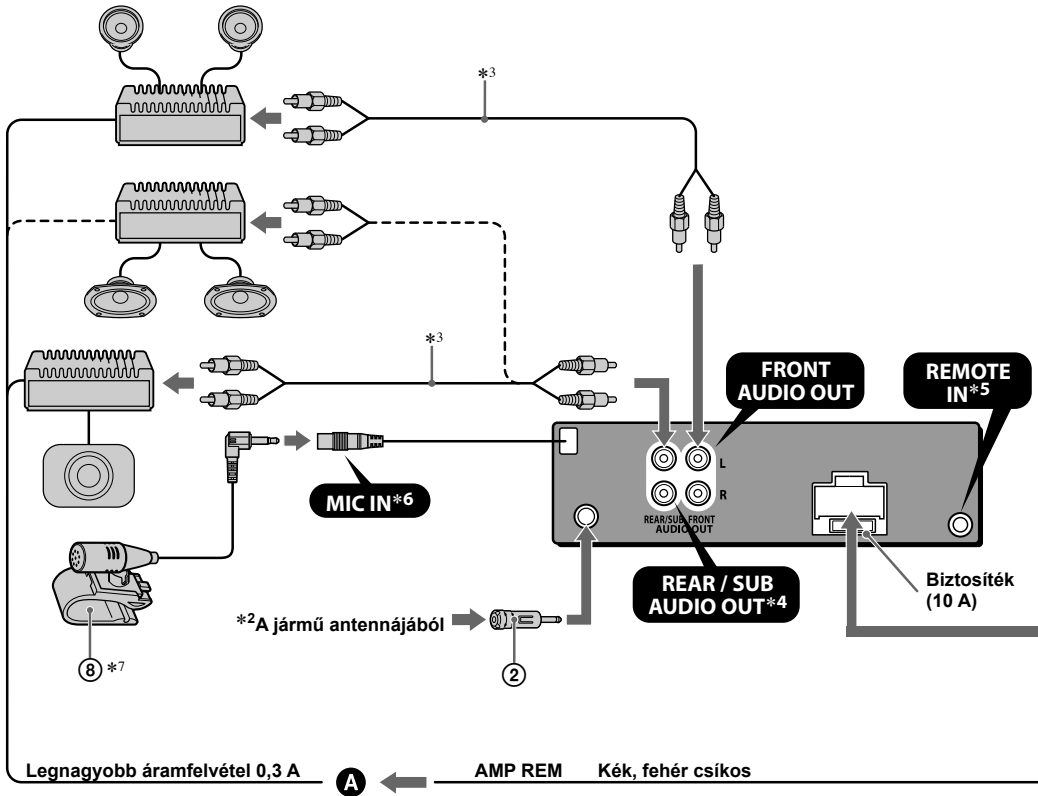 *3
*3
FRONT
AUDIO OUT
REMOTE
IN*5
MIC IN*6
L
R
REAR/SUB FRONT
AUDIO OUT
REAR / SUB
AUDIO OUT*4
Biztosíték
(10 A)
*2A jármű antennájából
2
8 *7
Legnagyobb áramfelvétel 0,3 A
A
AMP REM
Kék, fehér csíkos